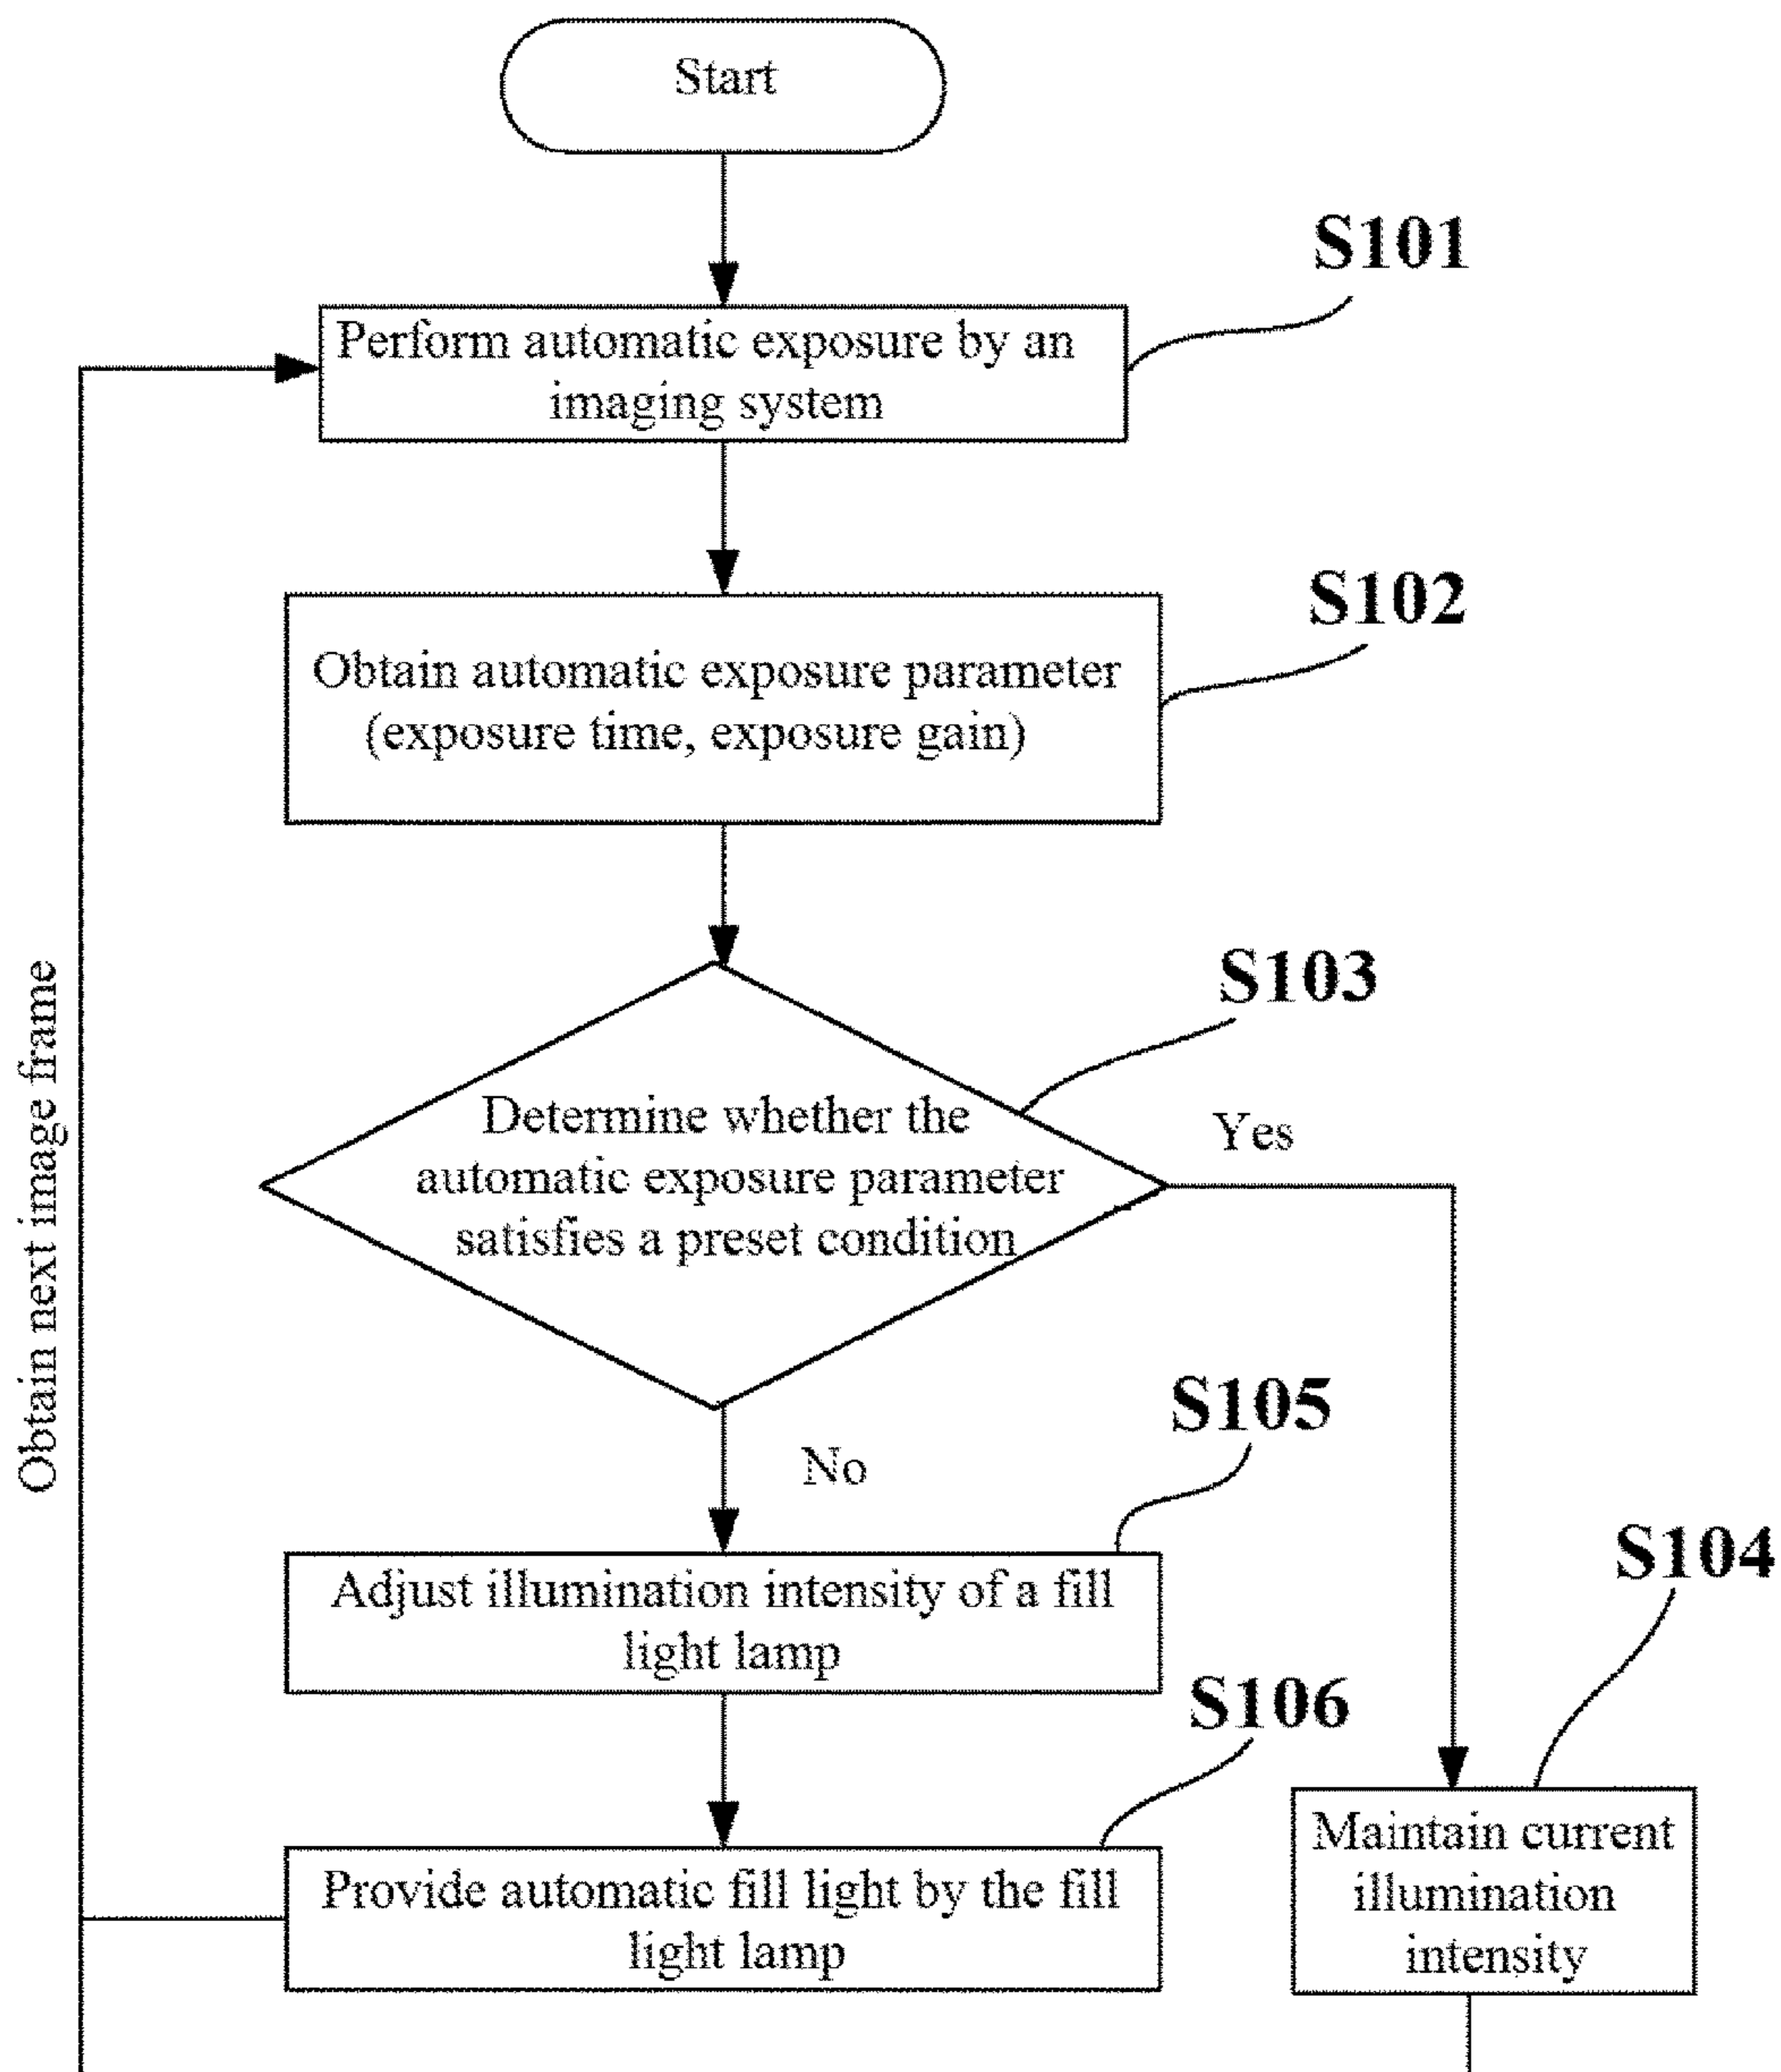 Start
S101
Perform automatic exposure by an
imaging system
S102
Obtain automatic exposure parameter
(exposure time, exposure gain)
S103
Determine whether the
automatic exposure parameter
satisfies a preset condition
Yes
No
S105
Adjust illumination intensity of a fill
light lamp
S106
Provide automatic fill light by the fill
light lamp
S104
Maintain current
illumination
intensity
Obtain next image frame